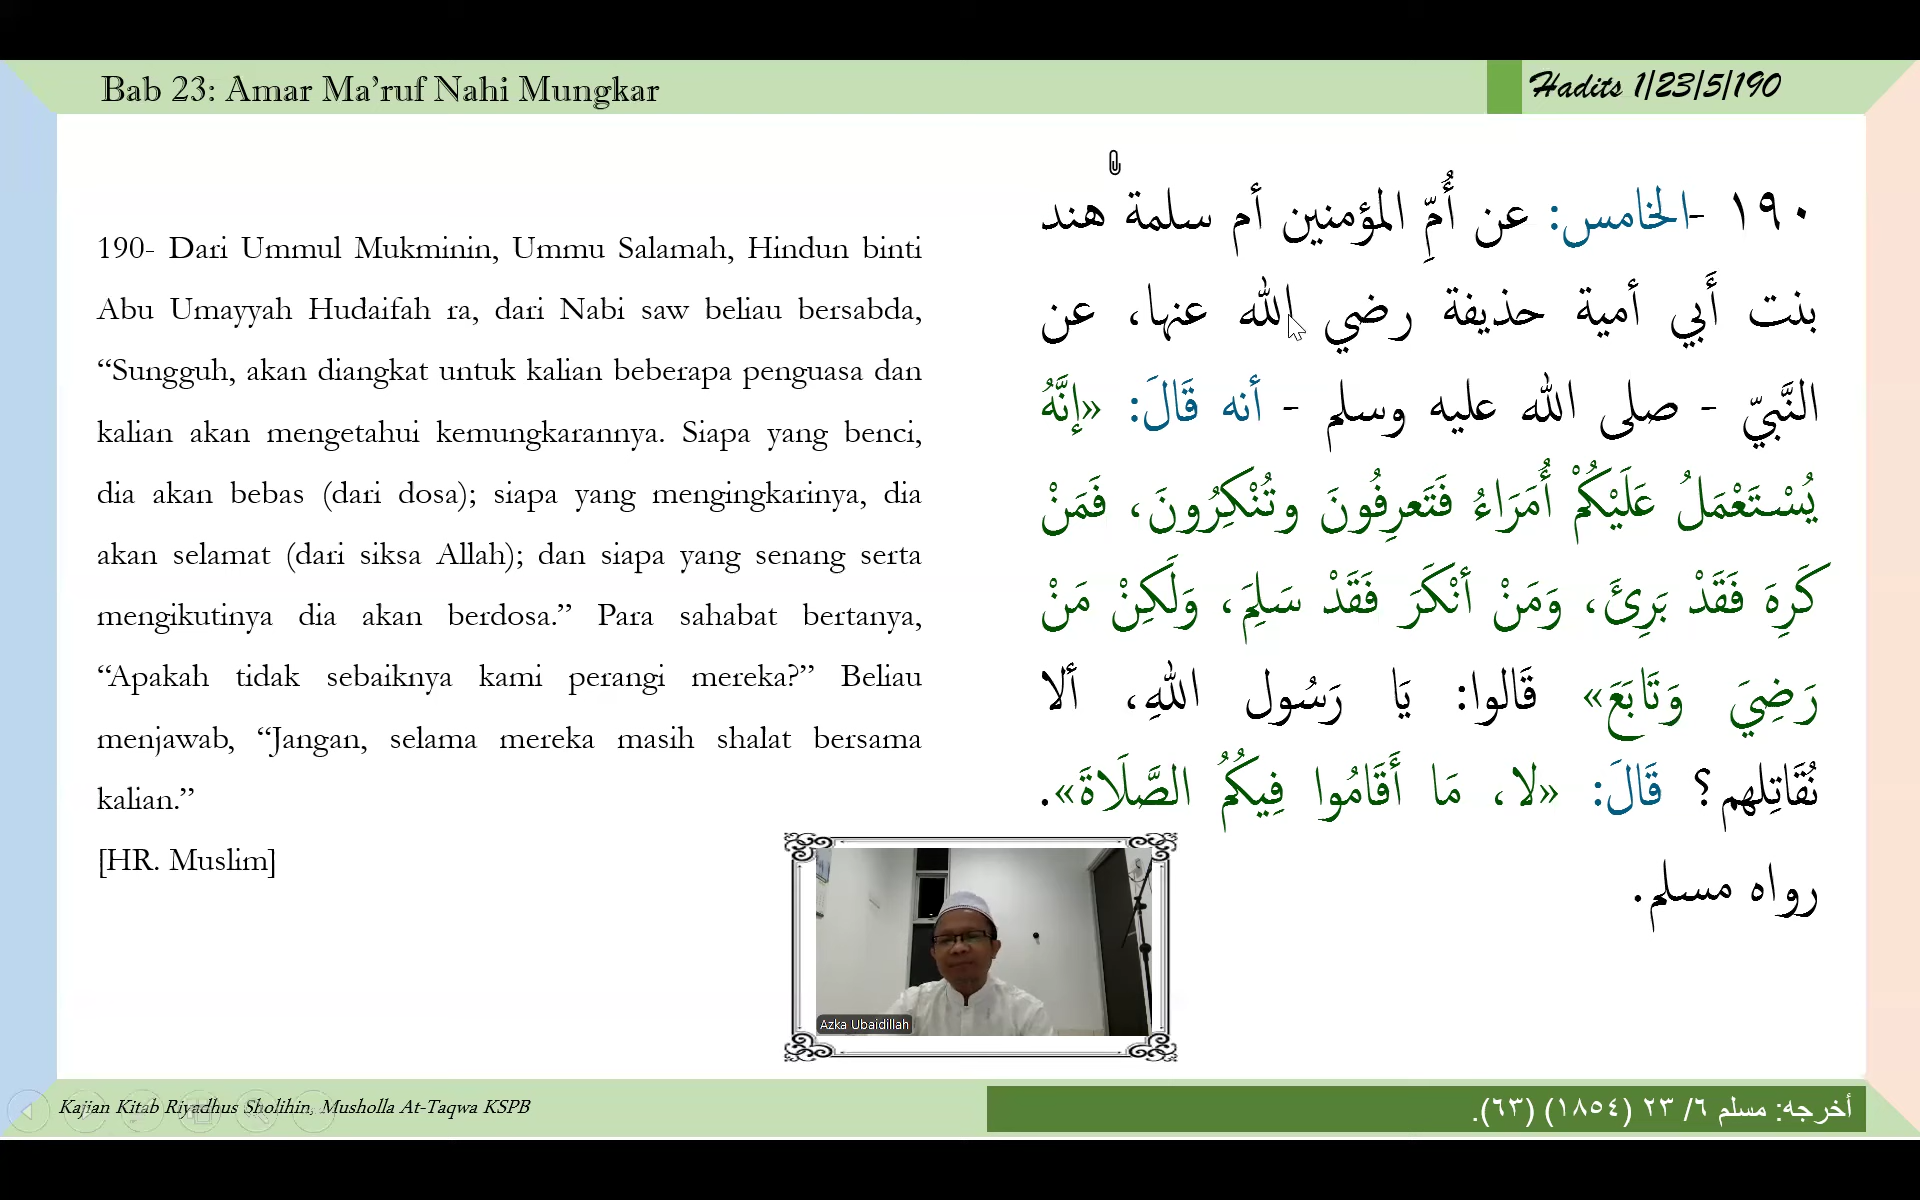 Bab 23: Amar Ma’ruf Nahi Mungkar
Hadits 1/23/5/190
190- Dari Ummul Mukminin, Ummu Salamah, Hindun binti
Abu Umayyah Hudaifah ra, dari Nabi saw beliau bersabda,
“Sungguh, akan diangkat untuk kalian beberapa penguasa dan
kalian akan mengetahui kemungkarannya. Siapa yang benci,
dia akan bebas (dari dosa); siapa yang mengingkarinya, dia
akan selamat (dari siksa Allah); dan siapa yang senang serta
mengikutinya dia akan berdosa.” Para sahabat bertanya,
“Apakah tidak sebaiknya kami perangi mereka?” Beliau
menjawab, “Jangan, selama mereka masih shalat bersama
kalian.”
[HR. Muslim]
١٩٠ -الخامس: عن أُمِّ المؤمنين أم سلمة هند
بنت أَبي أمية حذيفة رضي الله عنها، عن
النَّبيّ - صلى الله عليه وسلم - أنه قَالَ: «إنَّهُ
يُسْتَعْمَلُ عَلَيْكُمْ أُمَرَاءُ فَتَعرِفُونَ وتُنْكِرُونَ، فَمَنْ
كَرِهَ فَقَدْ بَرِئَ، وَمَنْ أنْكَرَ فَقَدْ سَلِمَ، وَلَكِنْ مَنْ
رَضِيَ وَتَابَعَ» قَالوا: يَا رَسُول اللهِ، ألا
نُقَاتِلهم؟ قَالَ: «لا، مَا أَقَامُوا فِيكُمُ الصَّلَاةَ».
رواه مسلم.
Azka Ubaidillah
Kajian Kitab Riyadhus Sholihin, Musholla At-Taqwa KSPB
أخرجه: مسلم ٦/ ٢٣ (١٨٥٤) (٦٣).